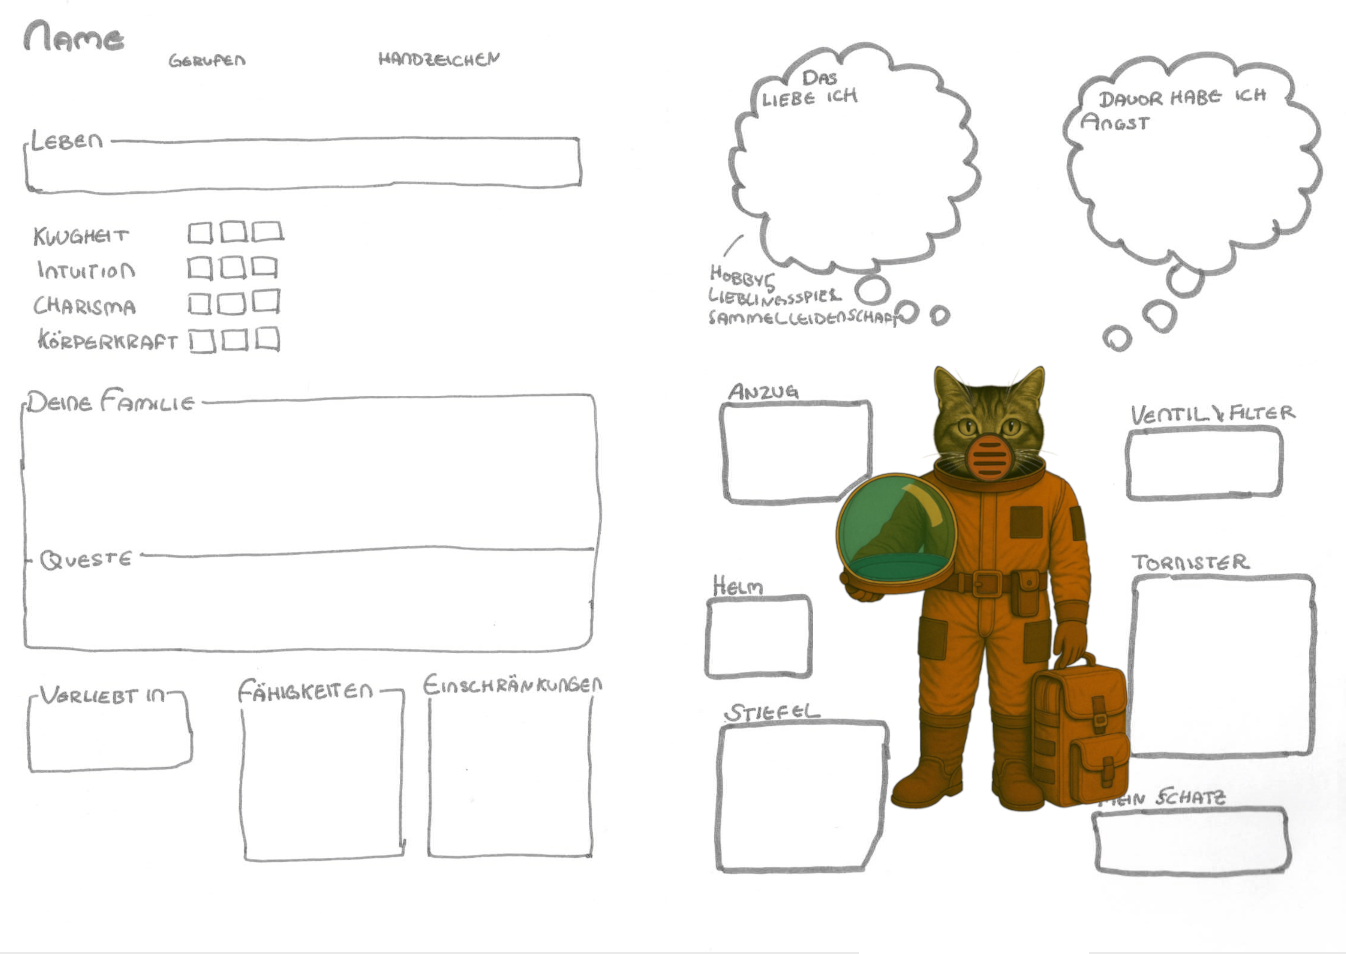 NAME
GERUFEN
HANDZEICHEN
LEBEN
KLUGHEIT
INTUITION
CHARISMA
KÖRPERKRAFT
DEINE FAMILIE
QUESTE
VERLIEBT IN
FÄHIGKEITEN
EINSCHRÄNKUNGEN
DAS
LIEBE ICH
HOBBYS
LIEBLINGSSPIEL
SAMMELLEIDENSCHAFT
DAVOR HABE ICH
ANGST
ANZUG
VENTIL & FILTER
HELM
TORNISTER
STIEFEL
MEIN SCHATZ